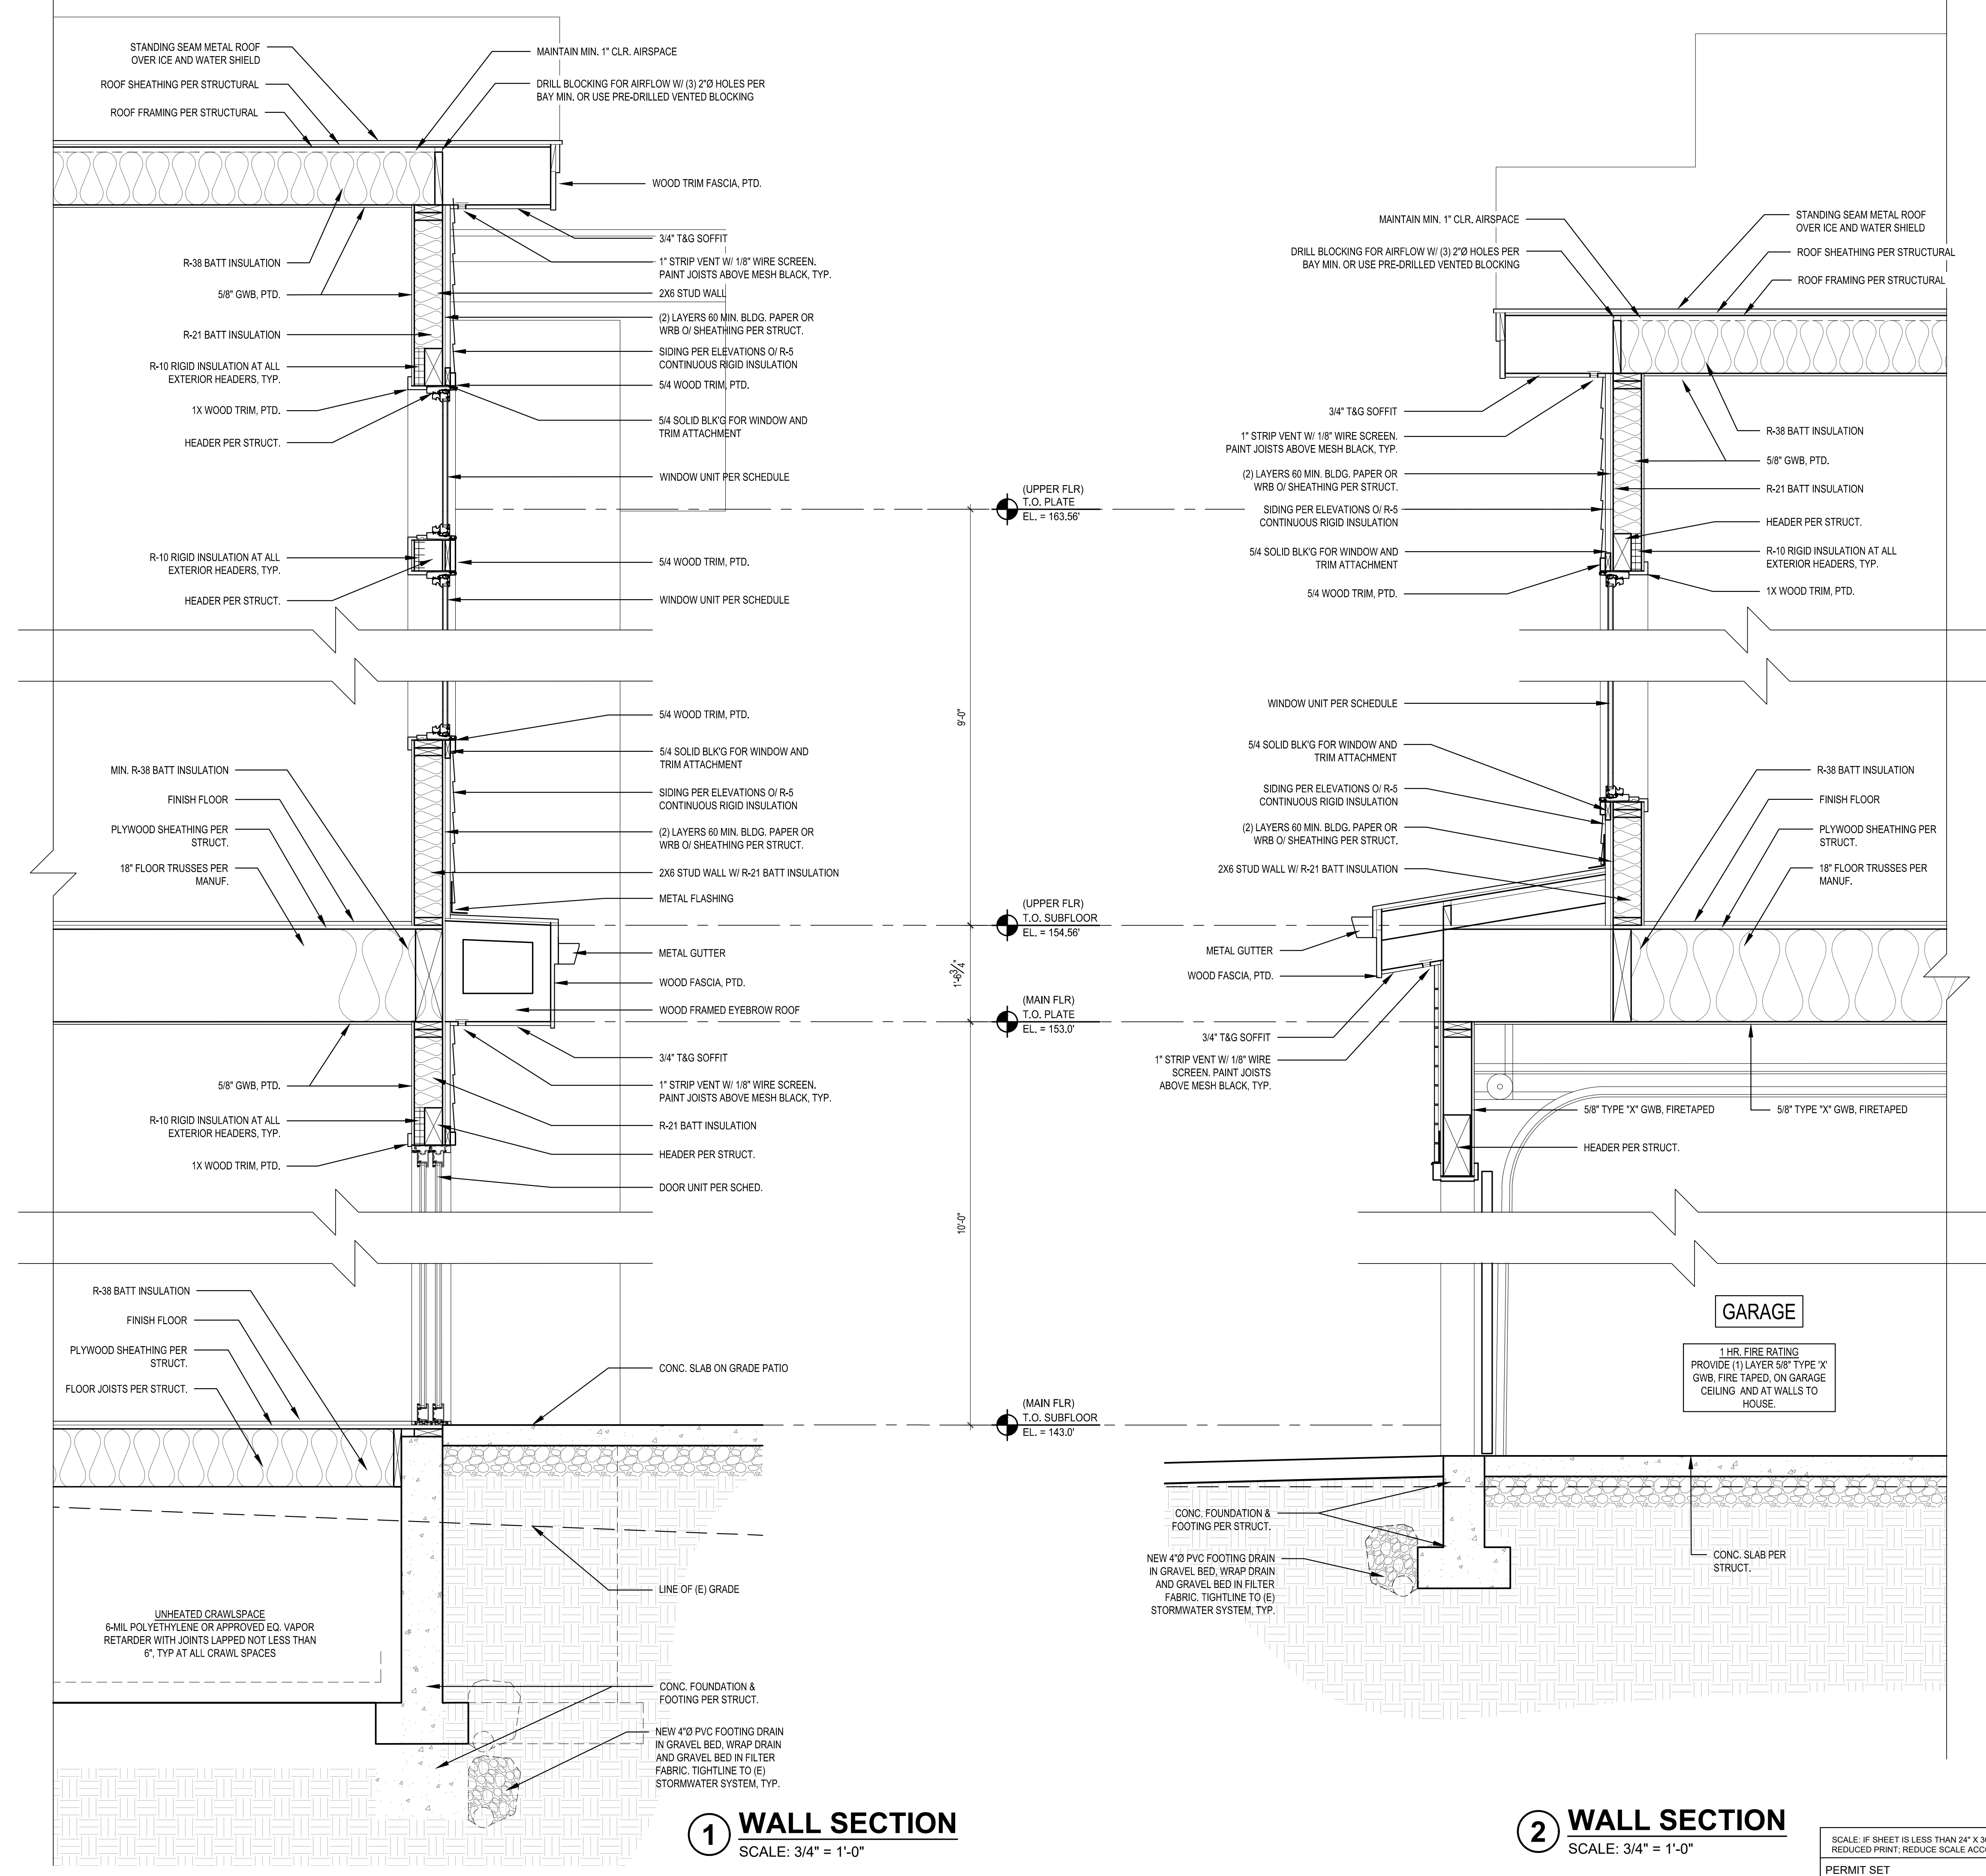 STANDING SEAM METAL ROOF
OVER ICE AND WATER SHIELD
ROOF SHEATHING PER STRUCTURAL
ROOF FRAMING PER STRUCTURAL
MAINTAIN MIN. 1" CLR. AIRSPACE
DRILL BLOCKING FOR AIRFLOW W/ (3) 2"Ø HOLES PER
BAY MIN. OR USE PRE-DRILLED VENTED BLOCKING
WOOD TRIM FASCIA, PTD.
R-38 BATT INSULATION
5/8" GWB, PTD.
R-21 BATT INSULATION
R-10 RIGID INSULATION AT ALL
EXTERIOR HEADERS, TYP.
1X WOOD TRIM, PTD.
HEADER PER STRUCT.
R-10 RIGID INSULATION AT ALL
EXTERIOR HEADERS, TYP.
HEADER PER STRUCT.
3/4" T&G SOFFIT
1" STRIP VENT W/ 1/8" WIRE SCREEN.
PAINT JOISTS ABOVE MESH BLACK, TYP.
2X6 STUD WALL
(2) LAYERS 60 MIN. BLDG. PAPER OR
WRB O/ SHEATHING PER STRUCT.
SIDING PER ELEVATIONS O/ R-5
CONTINUOUS RIGID INSULATION
5/4 WOOD TRIM, PTD.
5/4 SOLID BLK'G FOR WINDOW AND
TRIM ATTACHMENT
WINDOW UNIT PER SCHEDULE
5/4 WOOD TRIM, PTD.
WINDOW UNIT PER SCHEDULE
MIN. R-38 BATT INSULATION
FINISH FLOOR
PLYWOOD SHEATHING PER
STRUCT.
18" FLOOR TRUSSES PER
MANUF.
5/8" GWB, PTD.
R-10 RIGID INSULATION AT ALL
EXTERIOR HEADERS, TYP.
1X WOOD TRIM, PTD.
5/4 WOOD TRIM, PTD.
5/4 SOLID BLK'G FOR WINDOW AND
TRIM ATTACHMENT
SIDING PER ELEVATIONS O/ R-5
CONTINUOUS RIGID INSULATION
(2) LAYERS 60 MIN. BLDG. PAPER OR
WRB O/ SHEATHING PER STRUCT.
2X6 STUD WALL W/ R-21 BATT INSULATION
METAL FLASHING
METAL GUTTER
WOOD FASCIA, PTD.
WOOD FRAMED EYEBROW ROOF
3/4" T&G SOFFIT
1" STRIP VENT W/ 1/8" WIRE SCREEN.
PAINT JOISTS ABOVE MESH BLACK, TYP.
R-21 BATT INSULATION
HEADER PER STRUCT.
DOOR UNIT PER SCHED.
R-38 BATT INSULATION
FINISH FLOOR
PLYWOOD SHEATHING PER
STRUCT.
FLOOR JOISTS PER STRUCT.
CONC. SLAB ON GRADE PATIO
LINE OF (E) GRADE
UNHEATED CRAWLSPACE
6-MIL POLYETHYLENE OR APPROVED EQ. VAPOR
RETARDER WITH JOINTS LAPPED NOT LESS THAN
6", TYP AT ALL CRAWL SPACES
CONC. FOUNDATION &
FOOTING PER STRUCT.
NEW 4"Ø PVC FOOTING DRAIN
IN GRAVEL BED, WRAP DRAIN
AND GRAVEL BED IN FILTER
FABRIC. TIGHTLINE TO (E)
STORMWATER SYSTEM, TYP.
1 WALL SECTION
SCALE: 3/4" = 1'-0"
(UPPER FLR)
T.O. PLATE
EL. = 163.56'
9'-0"
(UPPER FLR)
T.O. SUBFLOOR
EL. = 154.56'
1'-6 3/4"
(MAIN FLR)
T.O. PLATE
EL. = 153.0'
10'-0"
(MAIN FLR)
T.O. SUBFLOOR
EL. = 143.0'
MAINTAIN MIN. 1" CLR. AIRSPACE
DRILL BLOCKING FOR AIRFLOW W/ (3) 2"Ø HOLES PER
BAY MIN. OR USE PRE-DRILLED VENTED BLOCKING
STANDING SEAM METAL ROOF
OVER ICE AND WATER SHIELD
ROOF SHEATHING PER STRUCTURAL
ROOF FRAMING PER STRUCTURAL
3/4" T&G SOFFIT
1" STRIP VENT W/ 1/8" WIRE SCREEN.
PAINT JOISTS ABOVE MESH BLACK, TYP.
(2) LAYERS 60 MIN. BLDG. PAPER OR
WRB O/ SHEATHING PER STRUCT.
SIDING PER ELEVATIONS O/ R-5
CONTINUOUS RIGID INSULATION
5/4 SOLID BLK'G FOR WINDOW AND
TRIM ATTACHMENT
5/4 WOOD TRIM, PTD.
R-38 BATT INSULATION
5/8" GWB, PTD.
R-21 BATT INSULATION
HEADER PER STRUCT.
R-10 RIGID INSULATION AT ALL
EXTERIOR HEADERS, TYP.
1X WOOD TRIM, PTD.
WINDOW UNIT PER SCHEDULE
5/4 SOLID BLK'G FOR WINDOW AND
TRIM ATTACHMENT
SIDING PER ELEVATIONS O/ R-5
CONTINUOUS RIGID INSULATION
(2) LAYERS 60 MIN. BLDG. PAPER OR
WRB O/ SHEATHING PER STRUCT.
2X6 STUD WALL W/ R-21 BATT INSULATION
METAL GUTTER
WOOD FASCIA, PTD.
3/4" T&G SOFFIT
1" STRIP VENT W/ 1/8" WIRE
SCREEN. PAINT JOISTS
ABOVE MESH BLACK, TYP.
R-38 BATT INSULATION
FINISH FLOOR
PLYWOOD SHEATHING PER
STRUCT.
18" FLOOR TRUSSES PER
MANUF.
5/8" TYPE "X" GWB, FIRETAPED
5/8" TYPE "X" GWB, FIRETAPED
HEADER PER STRUCT.
GARAGE
1 HR. FIRE RATING
PROVIDE (1) LAYER 5/8" TYPE 'X'
GWB, FIRE TAPED, ON GARAGE
CEILING AND AT WALLS TO
HOUSE.
CONC. FOUNDATION &
FOOTING PER STRUCT.
NEW 4"Ø PVC FOOTING DRAIN
IN GRAVEL BED, WRAP DRAIN
AND GRAVEL BED IN FILTER
FABRIC. TIGHTLINE TO (E)
STORMWATER SYSTEM, TYP.
CONC. SLAB PER
STRUCT.
2 WALL SECTION
SCALE: 3/4" = 1'-0"
SCALE: IF SHEET IS LESS THAN 24" X
REDUCED PRINT; REDUCE SCALE
PERMIT SET